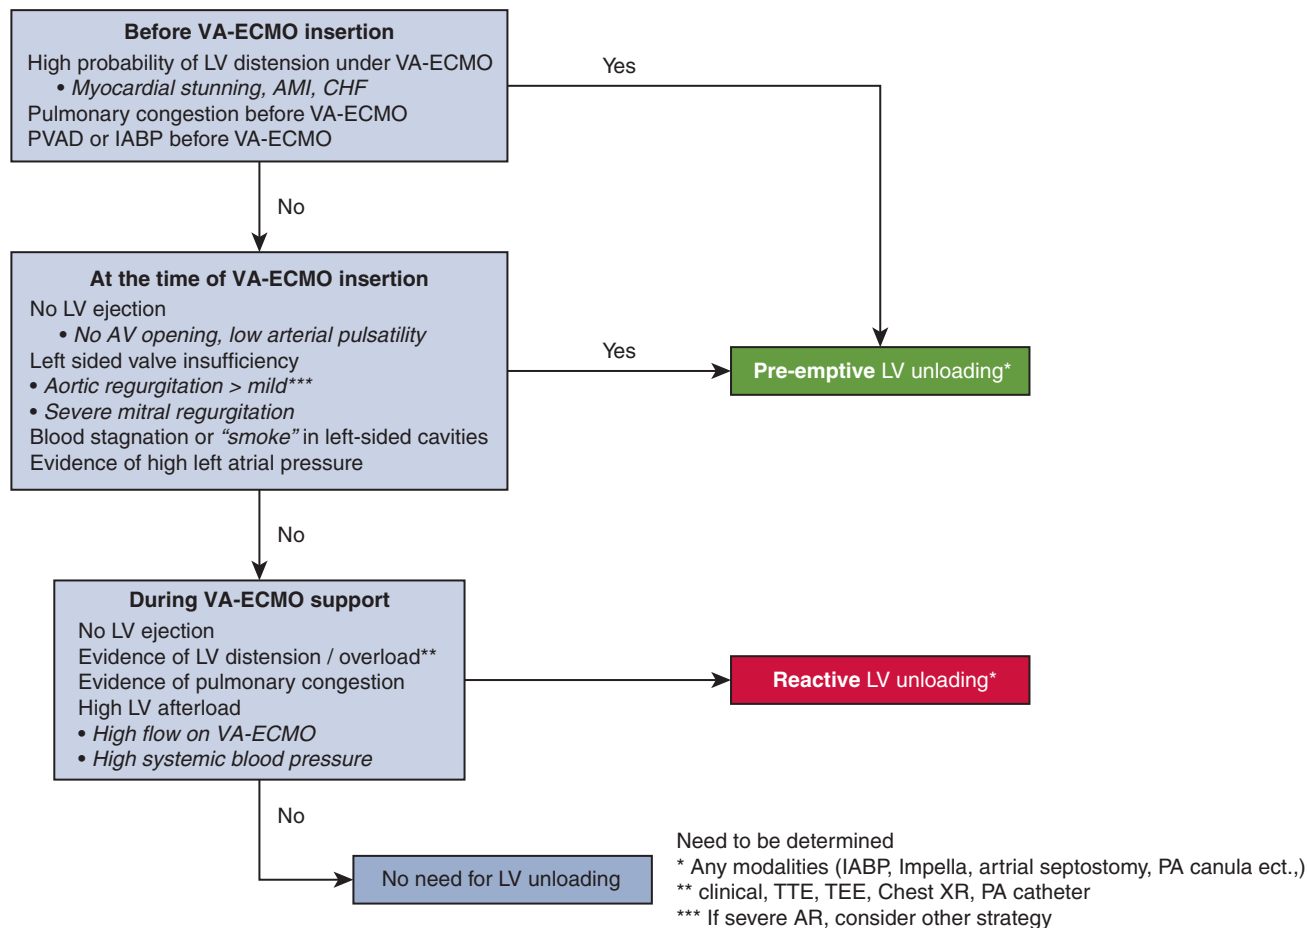 Before VA-ECMO insertion
High probability of LV distension under VA-ECMO
• Myocardial stunning, AMI, CHF
Pulmonary congestion before VA-ECMO
PVAD or IABP before VA-ECMO
Yes
No
At the time of VA-ECMO insertion
No LV ejection
• No AV opening, low arterial pulsatility
Left sided valve insufficiency
• Aortic regurgitation > mild***
• Severe mitral regurgitation
Blood stagnation or “smoke” in left-sided cavities
Evidence of high left atrial pressure
Yes
Pre-emptive LV unloading*
No
During VA-ECMO support
No LV ejection
Evidence of LV distension / overload**
Evidence of pulmonary congestion
High LV afterload
• High flow on VA-ECMO
• High systemic blood pressure
Reactive LV unloading*
No
No need for LV unloading
Need to be determined
* Any modalities (IABP, Impella, artrial septostomy, PA canula ect.,)
** clinical, TTE, TEE, Chest XR, PA catheter
*** If severe AR, consider other strategy